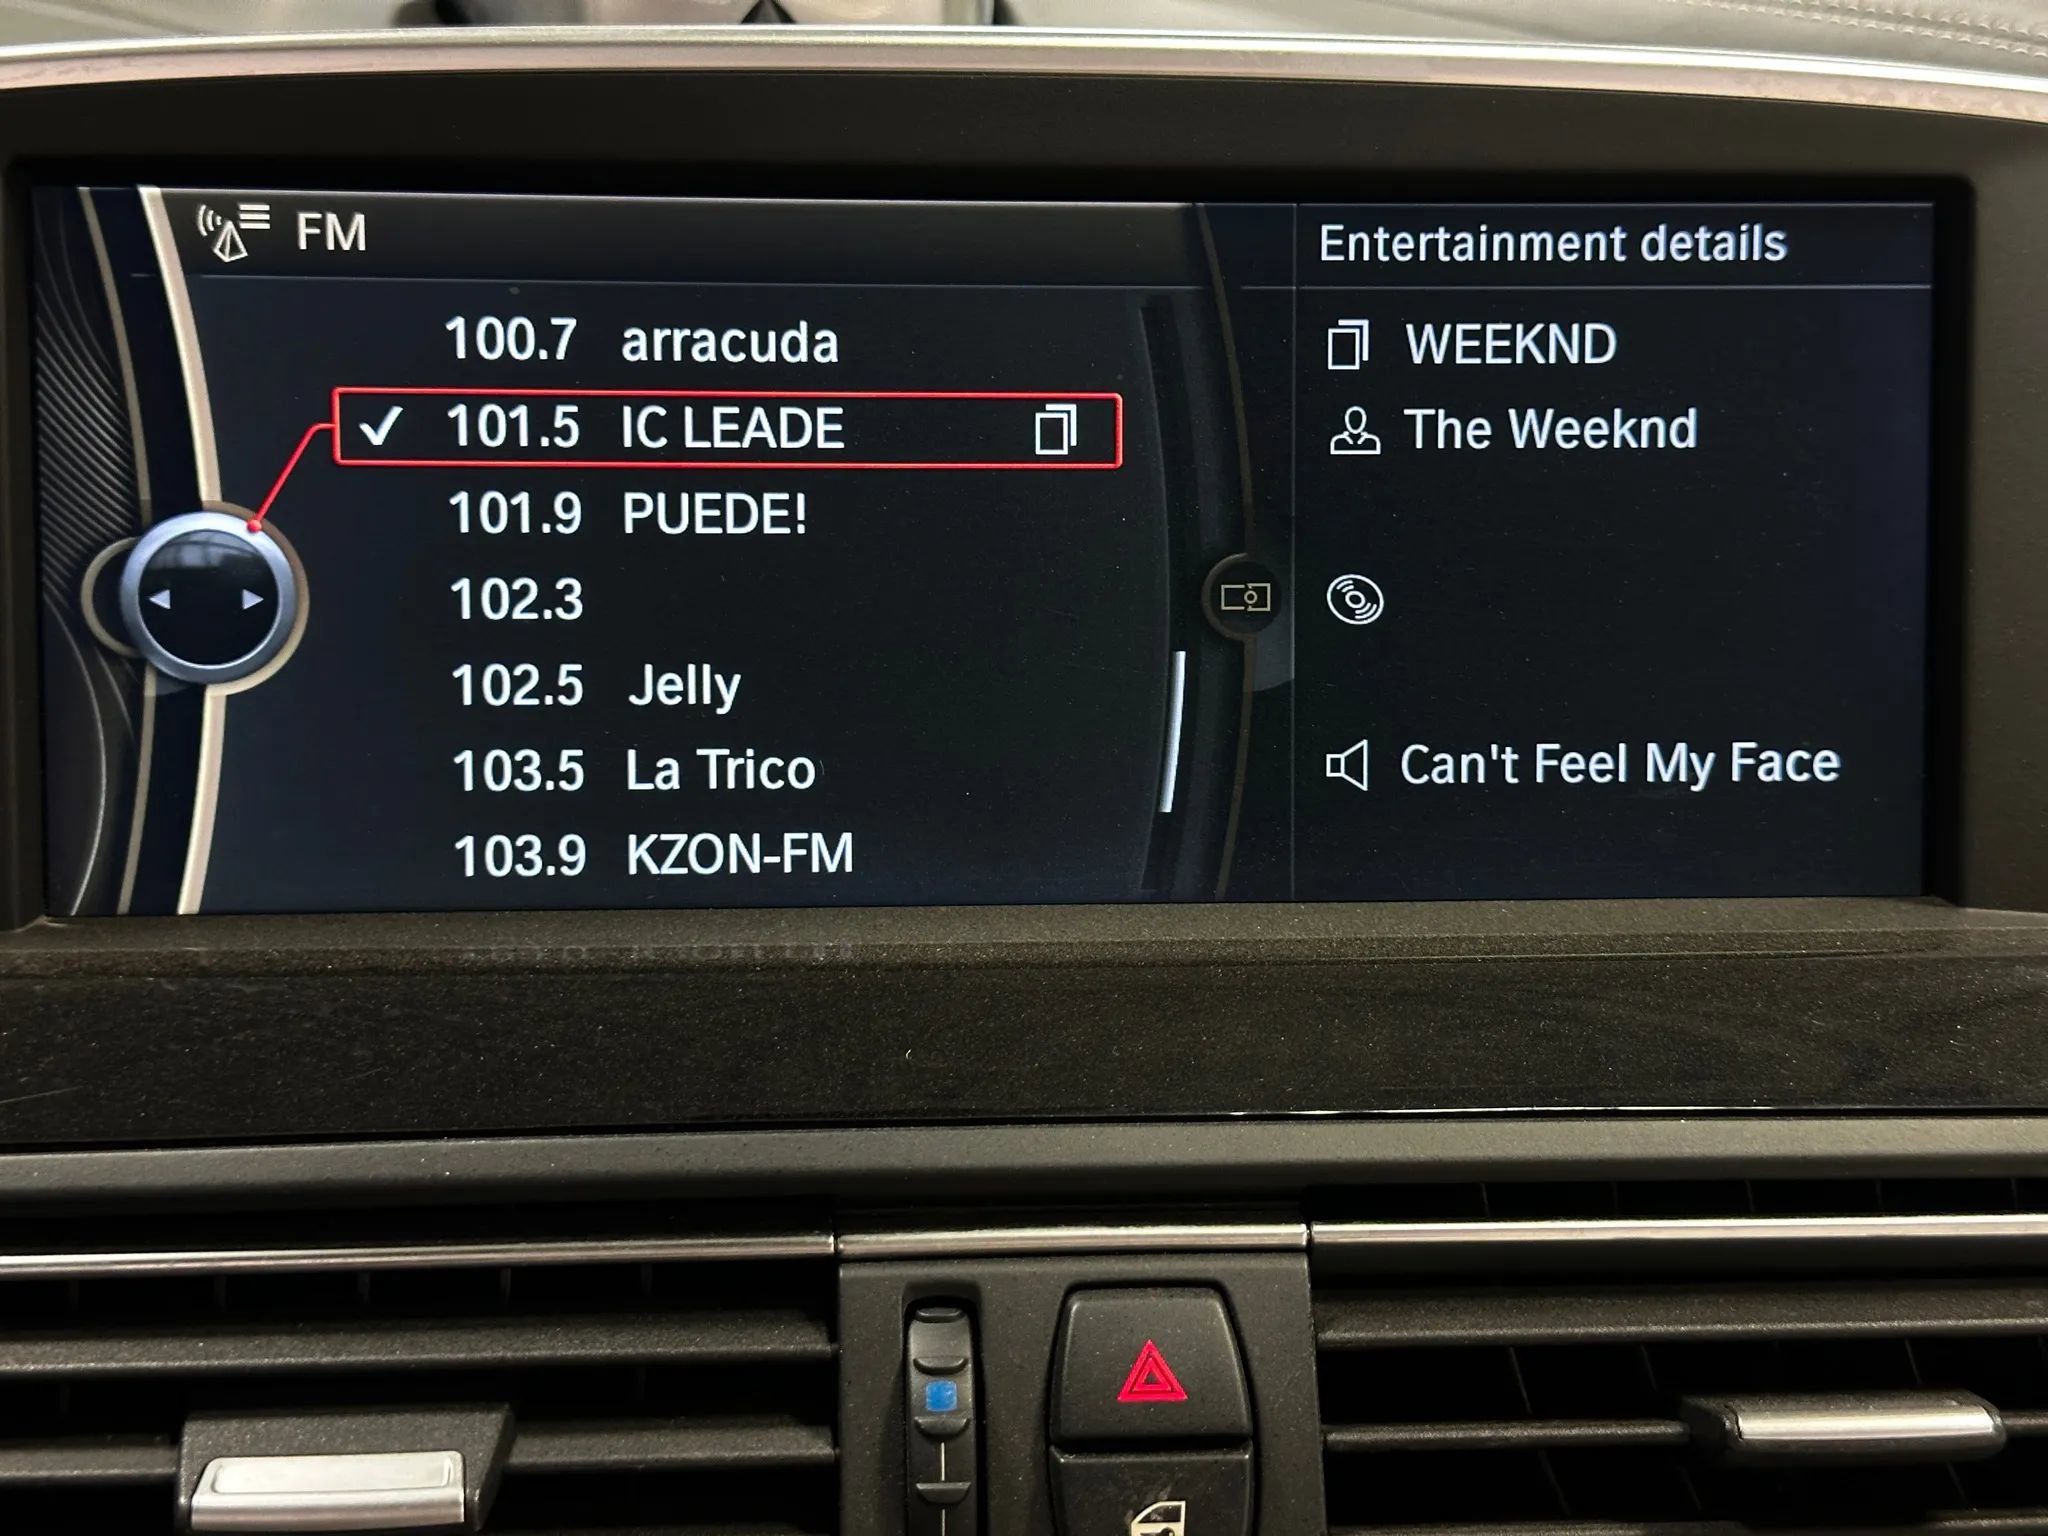 FM
100.7 arracuda
101.5 IC LEADE
101.9 PUEDE!
102.3
102.5 Jelly
103.5 La Trico
103.9 KZON-FM
Entertainment details
WEEKND
The Weeknd
Can't Feel My Face